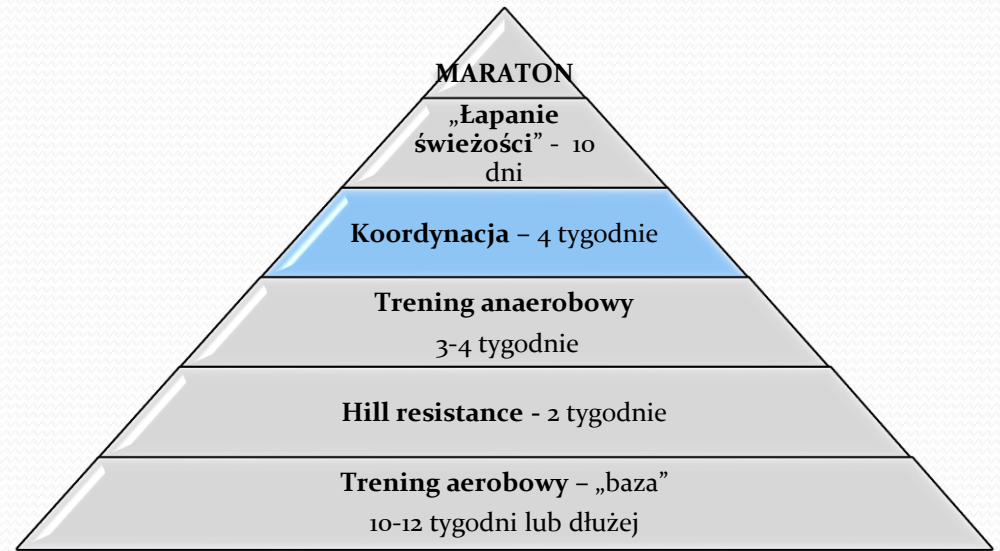 MARATON
„Łapanie
świeżości” - 10
dni
Koordynacja – 4 tygodnie
Trening anaerobowy
3-4 tygodnie
Hill resistance - 2 tygodnie
Trening aerobowy – „baza”
10-12 tygodni lub dłużej